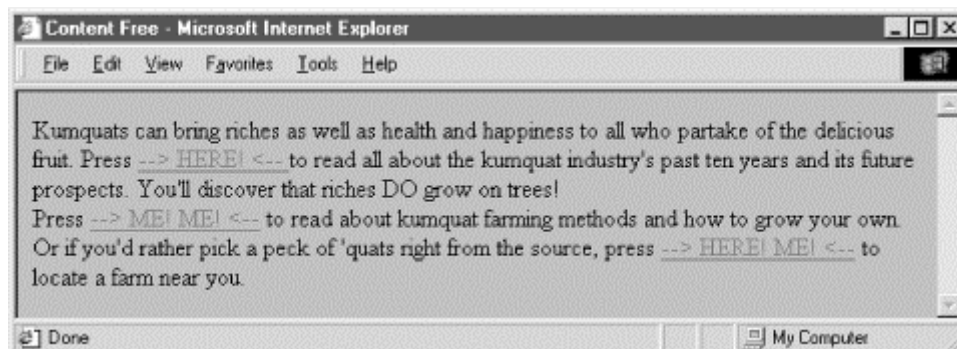 Content Free - Microsoft Internet Explorer
File Edit View Favorites Tools Help
Kumquats can bring riches as well as health and happiness to all who partake of the delicious
fruit. Press --> HERE! <-- to read all about the kumquat industry's past ten years and its future
prospects. You'll discover that riches DO grow on trees!
Press --> ME! ME! <-- to read about kumquat farming methods and how to grow your own.
Or if you'd rather pick a peck of 'quats right from the source, press --> HERE! ME! <-- to
locate a farm near you.
Done My Computer